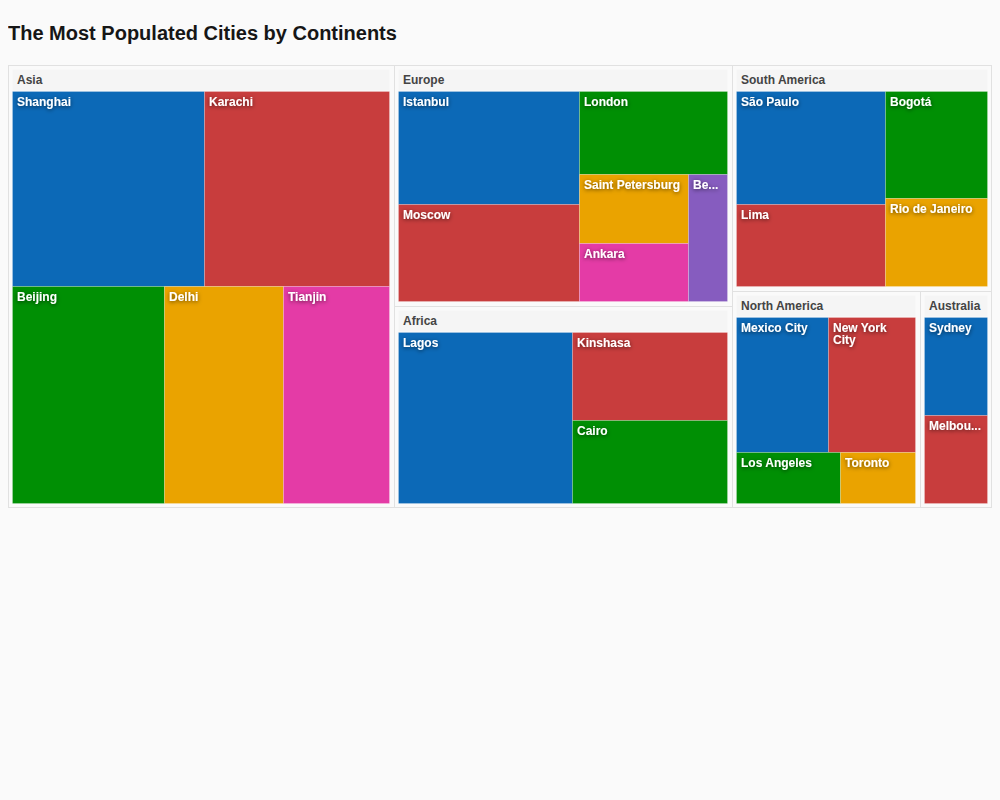 The Most Populated Cities by Continents
Asia
Shanghai
Karachi
Beijing
Delhi
Tianjin
Europe
Istanbul
London
Moscow
Saint Petersburg
Be...
Ankara
Africa
Lagos
Kinshasa
Cairo
South America
São Paulo
Bogotá
Lima
Rio de Janeiro
North America
Mexico City
New York
City
Los Angeles
Toronto
Australia
Sydney
Melbou...